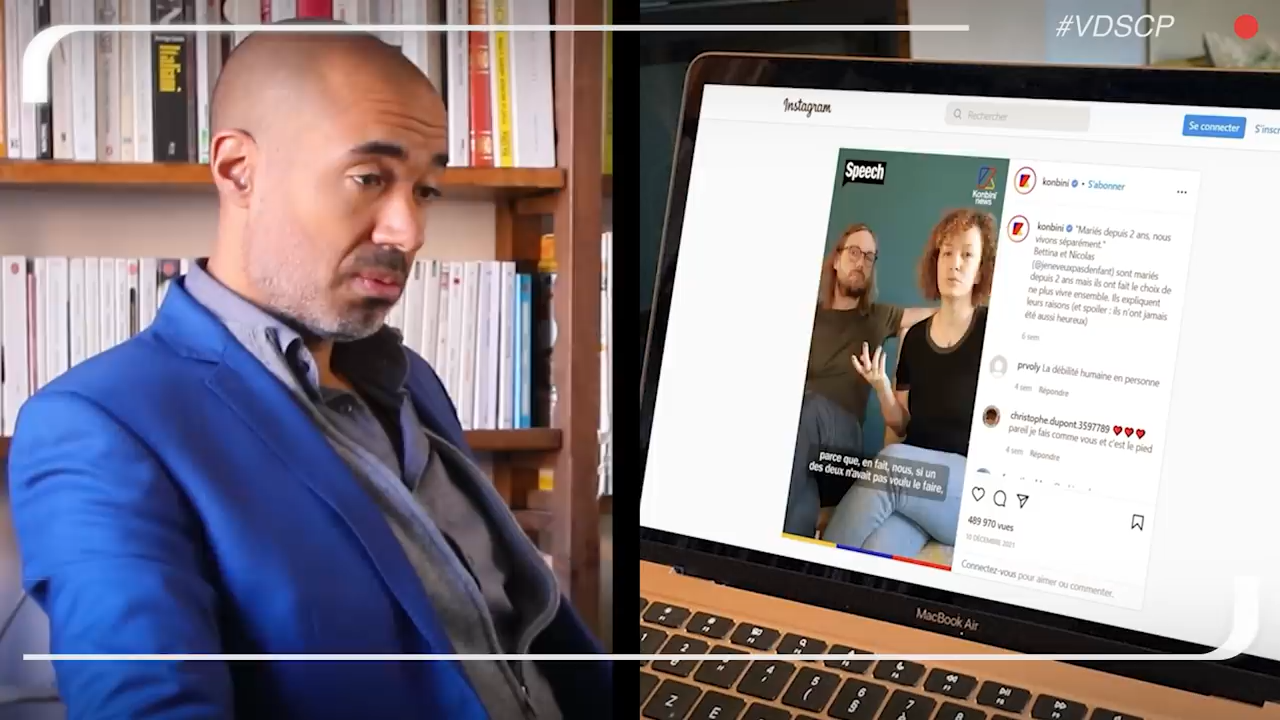 #VDSCP
Instagram
Rechercher
Se connecter
Speech
Konbini
news
konbini • S'abonner
konbini "Mariés depuis 2 ans, nous
vivons séparément."
Bettina et Nicolas
(@jeneveuxpasdenfant) sont mariés
depuis 2 ans mais ils ont fait le choix de
ne plus vivre ensemble. Ils expliquent
leurs raisons (et spoiler : ils n'ont jamais
été aussi heureux)
6 sem
prvoly La débilité humaine en personne
4 sem Répondre
christophe.dupont.3597789 ❤❤❤
pareil je fais comme vous et c'est le pied
4 sem Répondre
parce que, en fait, nous, si un
des deux n'avait pas voulu le faire,
489 970 vues
10 DÉCEMBRE 2021
Connectez-vous pour aimer ou commenter.
MacBook Air